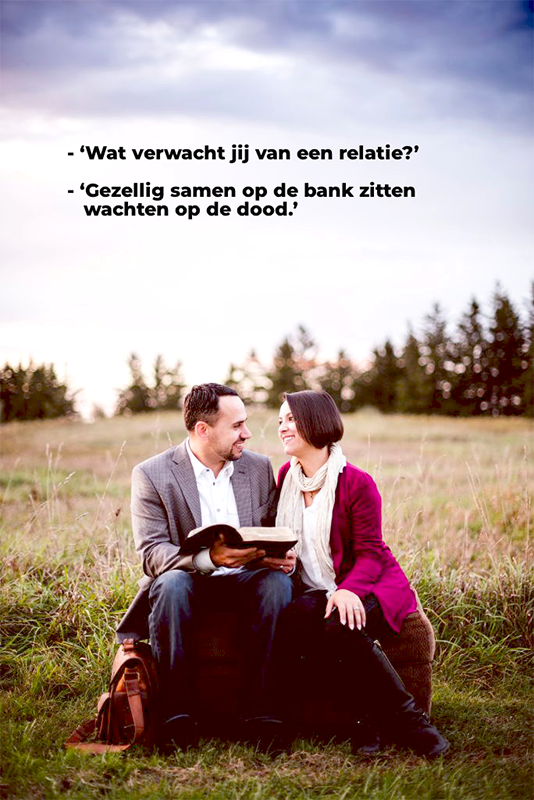 - ‘Wat verwacht jij van een relatie?’
- ‘Gezellig samen op de bank zitten
wachten op de dood.’